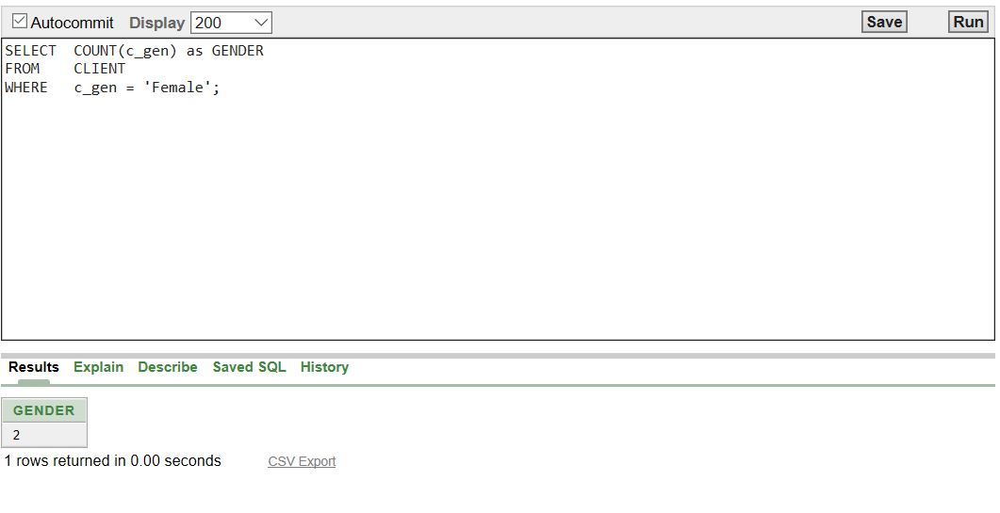 Autocommit Display 200 Save Run
SELECT COUNT(c_gen) as GENDER
FROM CLIENT
WHERE c_gen = 'Female';
Results Explain Describe Saved SQL History
GENDER
2
1 rows returned in 0.00 seconds CSV Export